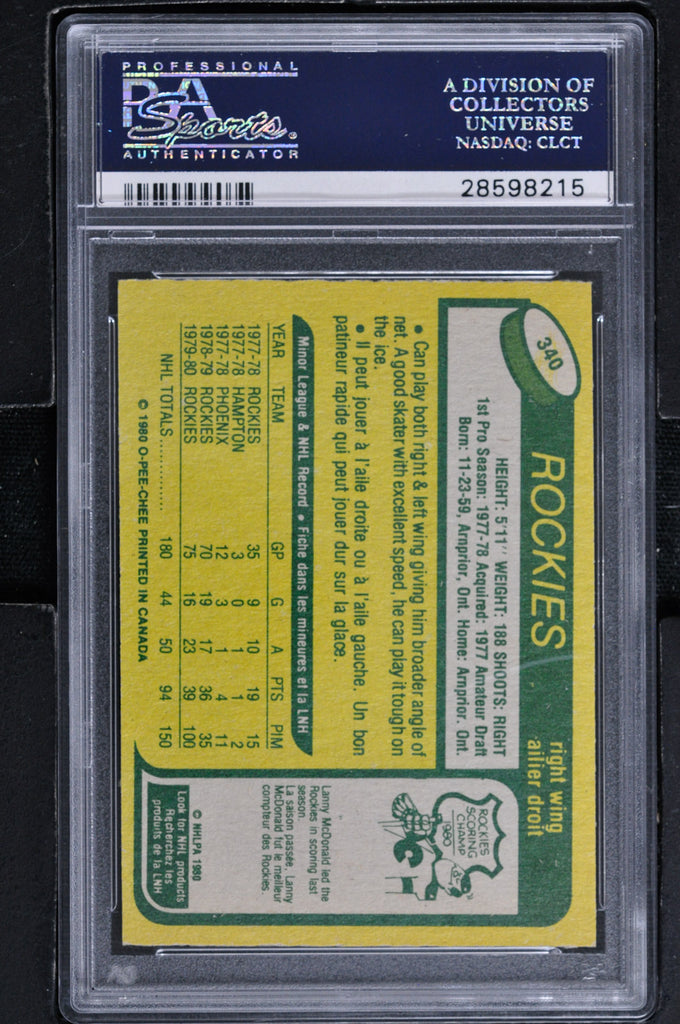 PROFESSIONAL
PSA
Sports®
AUTHENTICATOR
A DIVISION OF
COLLECTORS
UNIVERSE
NASDAQ: CLCT
28598215
340
ROCKIES
right wing
ailier droit
HEIGHT: 5'11" WEIGHT: 188 SHOOTS: RIGHT
1st Pro Season: 1977-78 Acquired: 1977 Amateur Draft
Born: 11-23-59, Arnprior, Ont. Home: Arnprior, Ont.
• Can play both right & left wing giving him broader angle of
net. A good skater with excellent speed, he can play it tough on
the ice.
• Il peut jouer à l'aile droite ou à l'aile gauche. Un bon
patineur rapide qui peut jouer dur sur la glace.
Minor League & NHL Record • Fiche dans les mineures et la LNH
YEAR TEAM GP G A PTS PIM
1977-78 ROCKIES 35 9 10 19 15
1977-78 HAMPTON 3 0 1 1 2
1977-78 PHOENIX 12 3 1 4 11
1978-79 ROCKIES 70 19 17 36 35
1979-80 ROCKIES 75 16 23 39 100
NHL TOTALS ............ 180 44 50 94 150
© 1980 O-PEE-CHEE PRINTED IN CANADA
ROCKIES
SCORING
CHAMP
1980
Lanny McDonald led the
Rockies in scoring last
season.
La saison passée, Lanny
McDonald fut le meilleur
compteur des Rockies.
© NHLPA 1980
Look for NHL products
Recherchez les
produits de la LNH